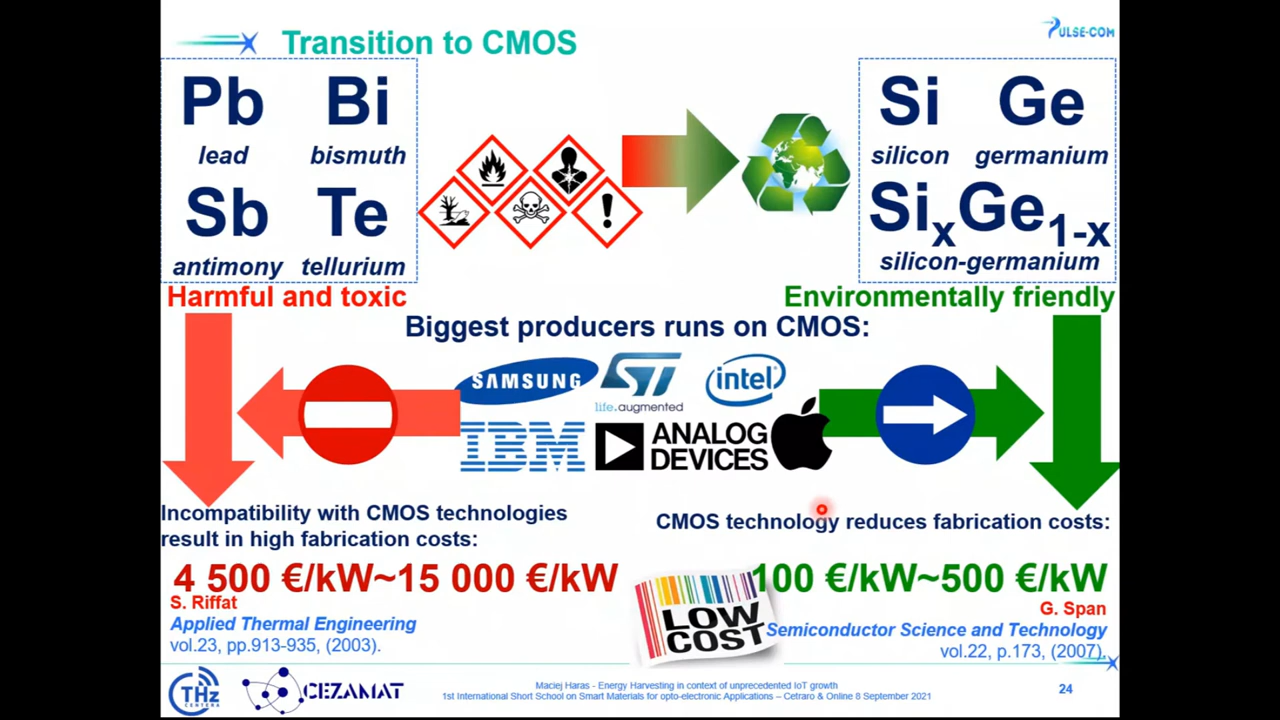 Transition to CMOS
PULSE-COM
Pb Bi
lead bismuth
Sb Te
antimony tellurium
Harmful and toxic
Si Ge
silicon germanium
SixGe1-x
silicon-germanium
Environmentally friendly
Biggest producers runs on CMOS:
SAMSUNG
ST
life.augmented
intel
IBM
ANALOG
DEVICES
Incompatibility with CMOS technologies
result in high fabrication costs:
4 500 €/kW~15 000 €/kW
S. Riffat
Applied Thermal Engineering
vol.23, pp.913-935, (2003).
CMOS technology reduces fabrication costs:
100 €/kW~500 €/kW
LOW
COST
G. Span
Semiconductor Science and Technology
vol.22, p.173, (2007).
THz
CENTERA
CEZAMAT
Maciej Haras - Energy Harvesting in context of unprecedented IoT growth
1st International Short School on Smart Materials for opto-electronic Applications – Cetraro & Online 8 September 2021
24